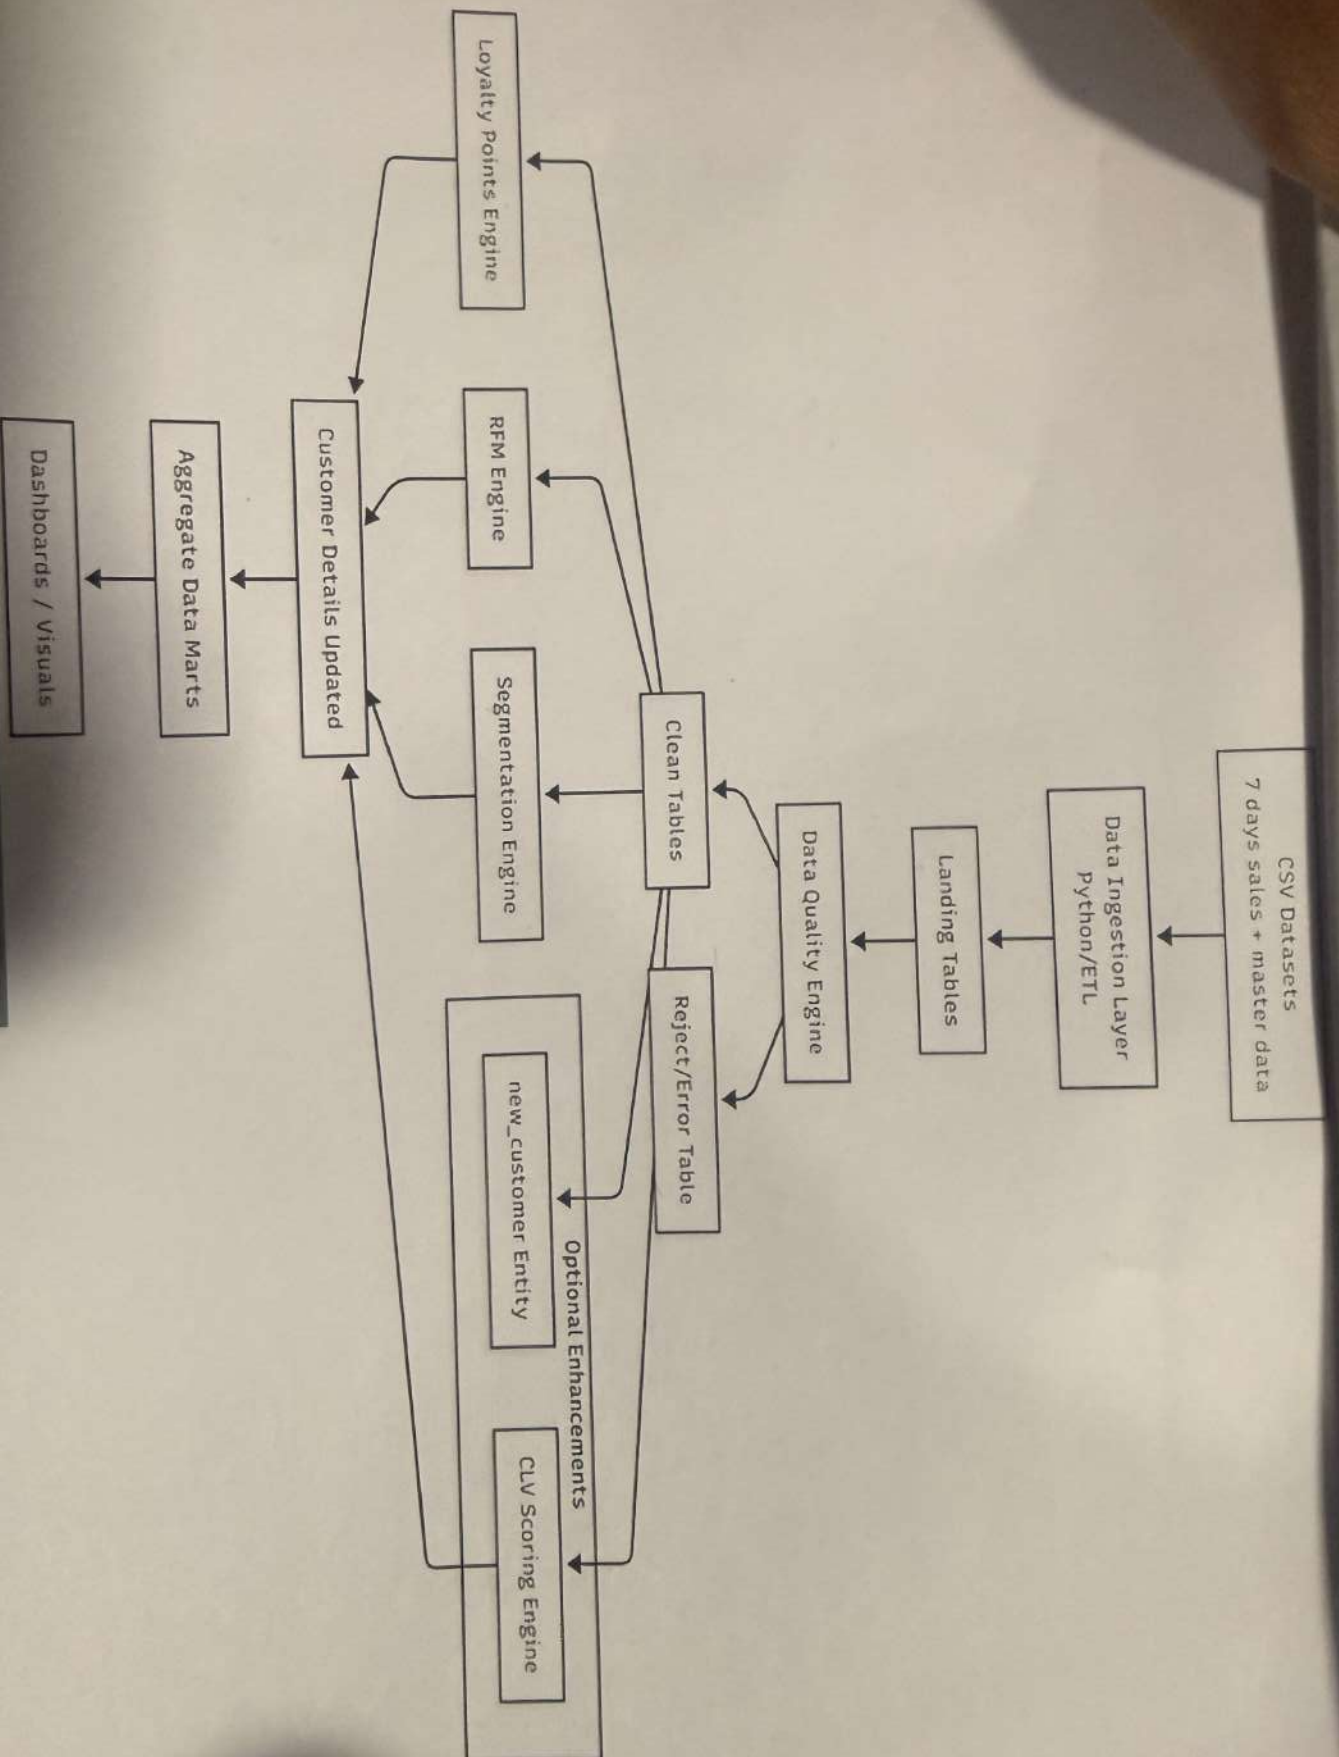 CSV Datasets
7 days sales + master data
Data Ingestion Layer
Python/ETL
Landing Tables
Data Quality Engine
Clean Tables
Reject/Error Table
Optional Enhancements
Loyalty Points Engine
RFM Engine
Segmentation Engine
new_customer Entity
CLV Scoring Engine
Customer Details Updated
Aggregate Data Marts
Dashboards / Visuals